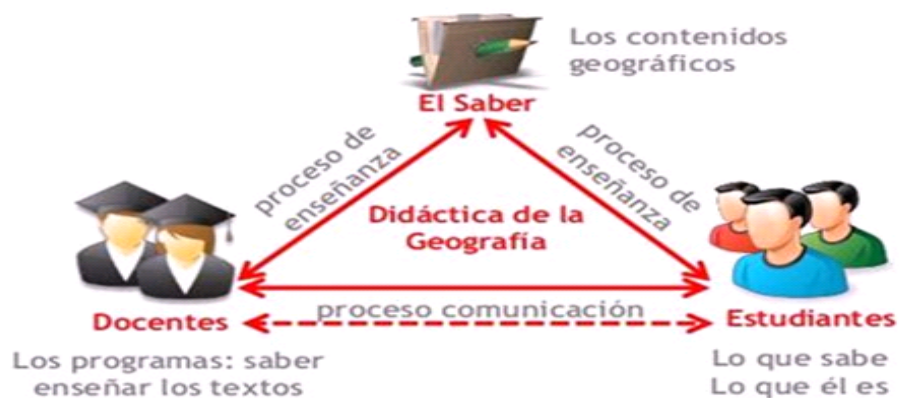 Los contenidos
geográficos
El Saber
proceso de
enseñanza
proceso de
enseñanza
Didáctica de la
Geografía
proceso comunicación
Docentes
Estudiantes
Los programas: saber
enseñar los textos
Lo que sabe
Lo que él es